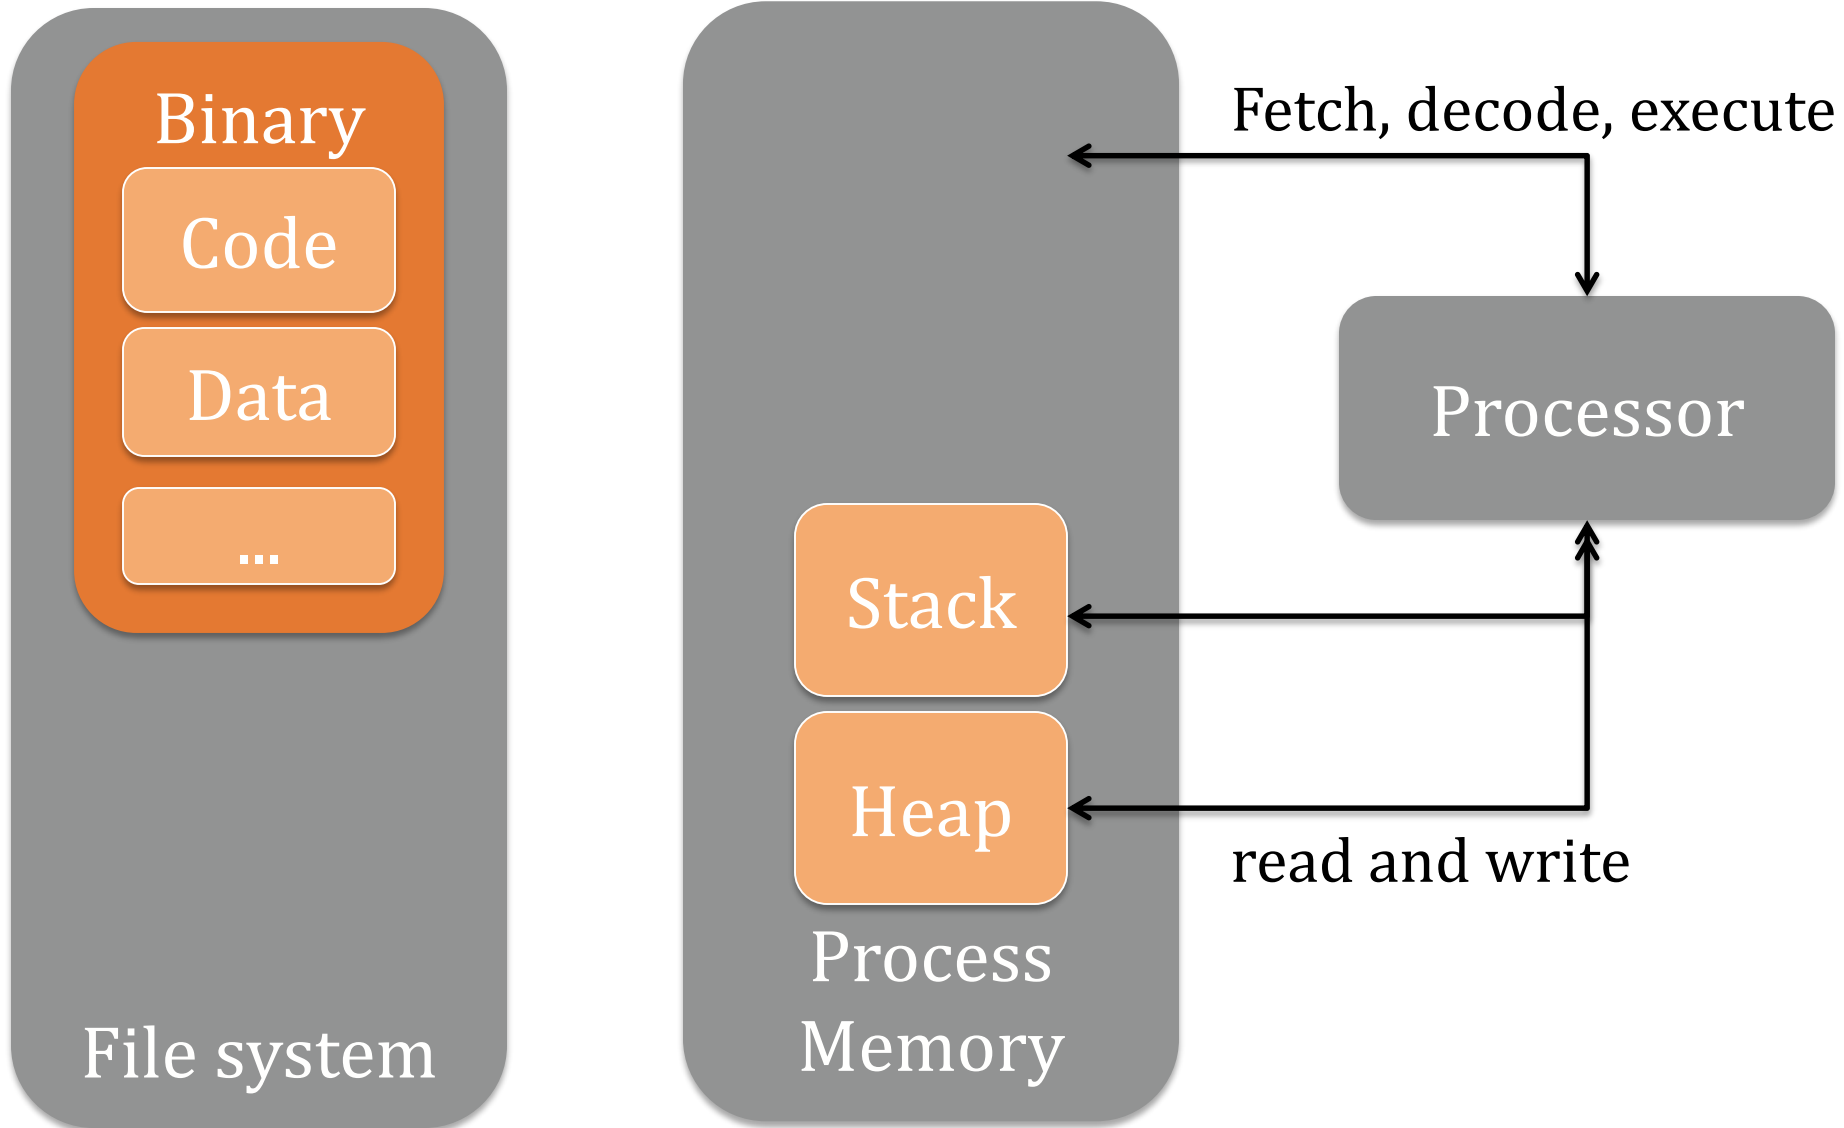 Binary
Code
Data
...
File system
Stack
Heap
Process
Memory
Fetch, decode, execute
Processor
read and write